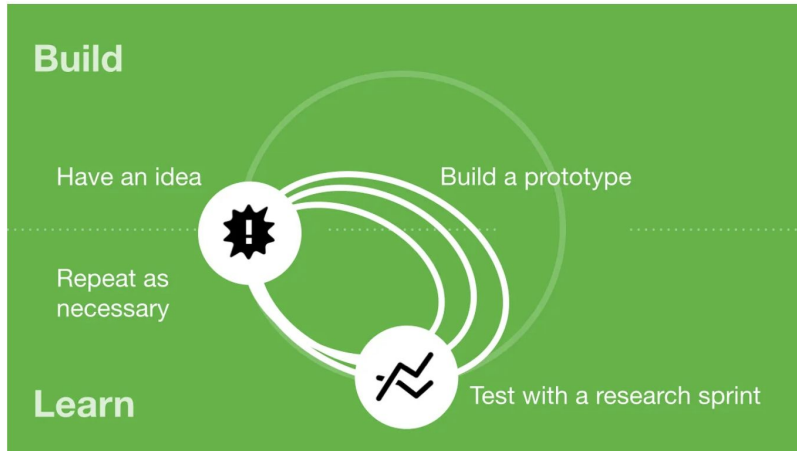 Build
Have an idea
Build a prototype
Repeat as
necessary
Learn
Test with a research sprint